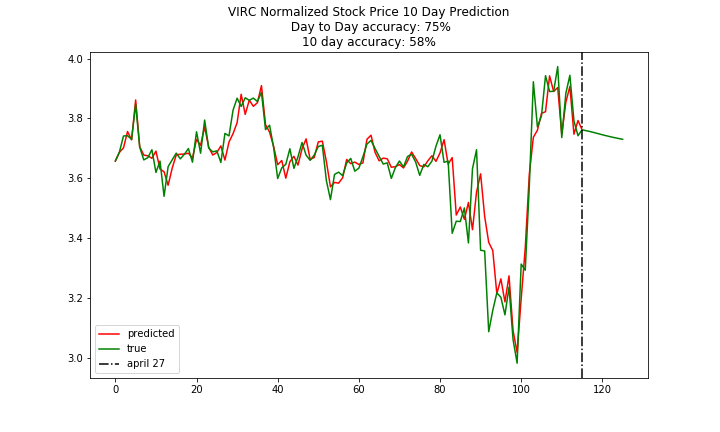 VIRC Normalized Stock Price 10 Day Prediction
Day to Day accuracy: 75%
10 day accuracy: 58%
4.0
3.8
3.6
3.4
3.2
3.0
predicted
true
april 27
0 20 40 60 80 100 120